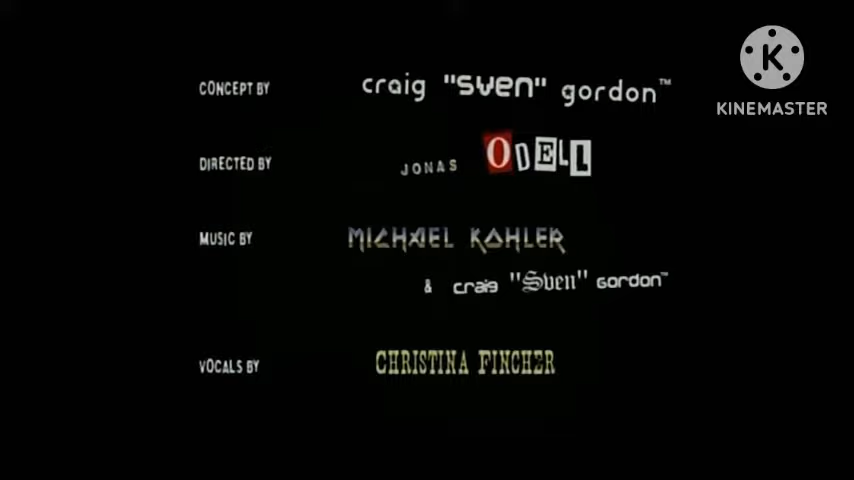 CONCEPT BY craig "Sven" gordon™
DIRECTED BY JONAS ODELL
MUSIC BY MICHAEL KOHLER
& craig "Sven" GORDON™
VOCALS BY CHRISTINA FINCHER
K
KINEMASTER